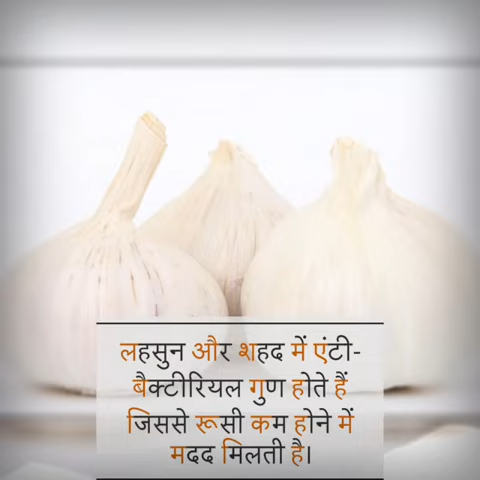 लहसुन और शहद में एंटी-
बैक्टीरियल गुण होते हैं
जिससे रूसी कम होने में
मदद मिलती है।